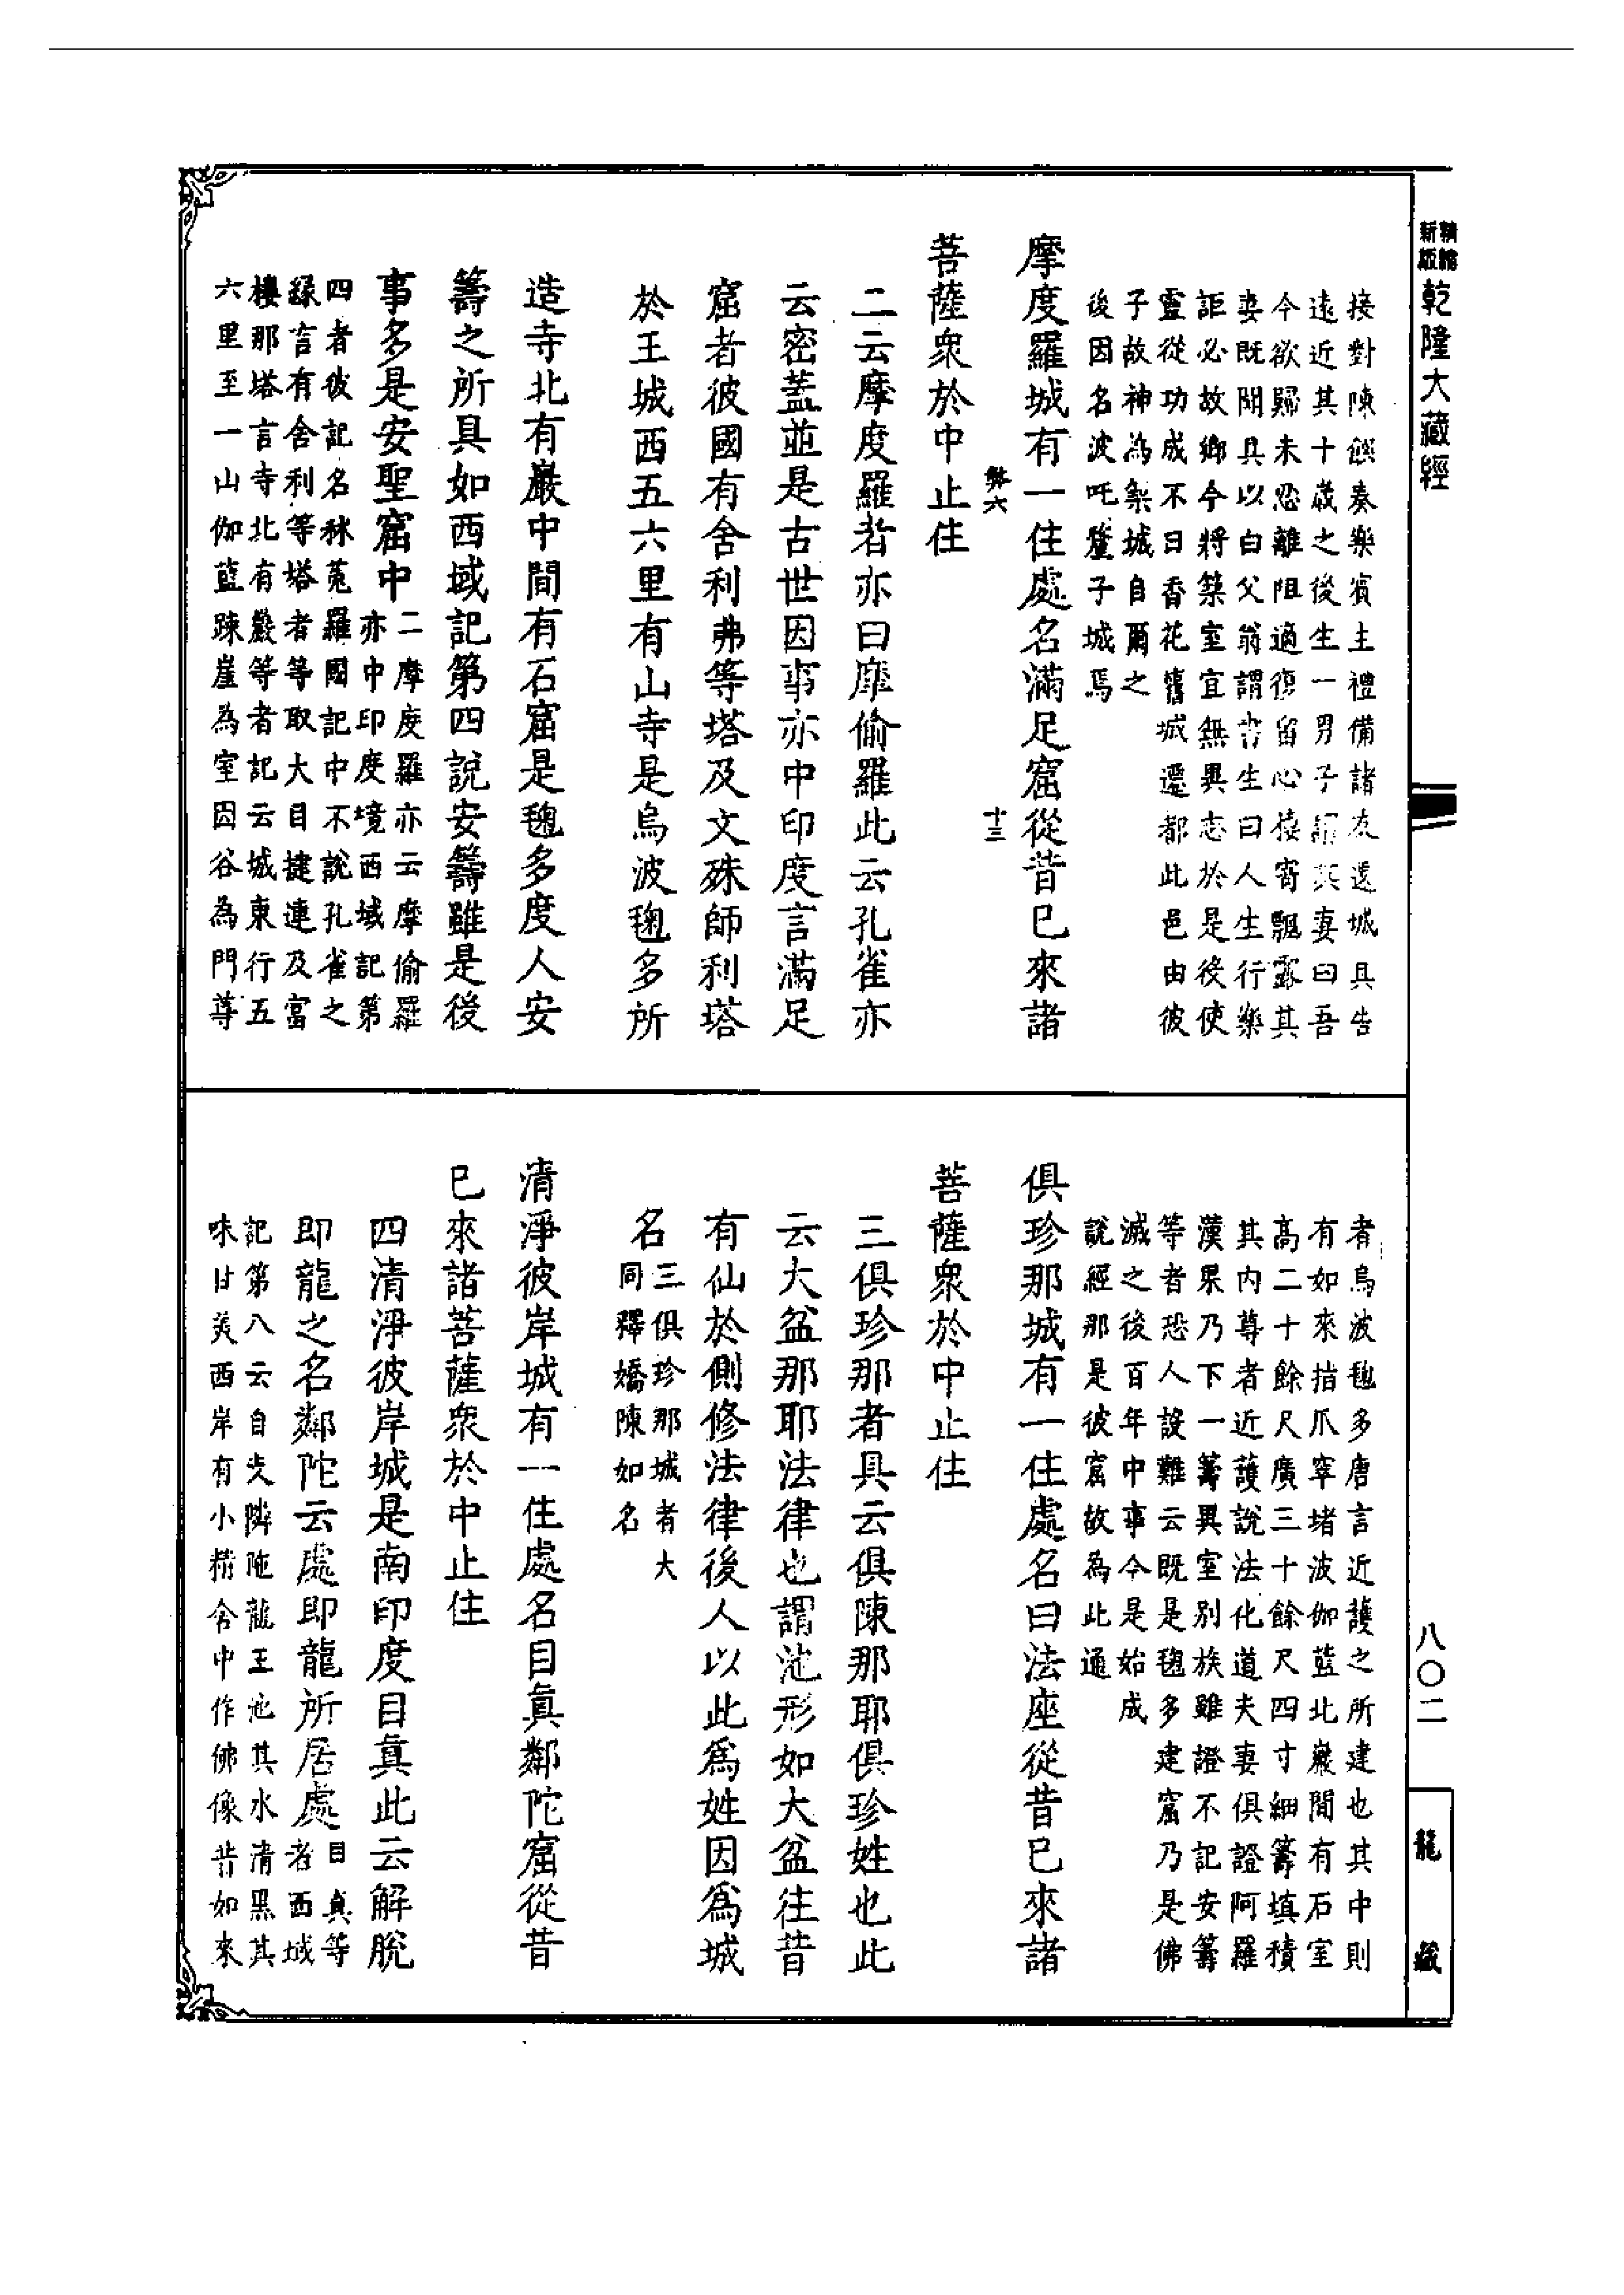 新版 精縮
乾隆大藏經
接對陳饌奏樂賓主禮備諸友還城具告
遠近其十歲之後生一男子謂其妻曰吾
今欲歸未忍離阻適復留心棲寄飄露其
妻既聞具以白父翁謂書生曰人生行樂
詎必故鄉今將築室宜無異志於是役使
靈從功成不日香花舊城遷都此邑由彼
子故神為築城自爾之
後因名波吒釐子城焉
摩度羅城有一住處名滿足窟從昔已來諸
弊六
十三
菩薩眾於中止住
二云摩度羅者亦曰摩偷羅此云孔雀亦
云密蓋並是古世因事亦中印度言滿足
窟者彼國有舍利弗等塔及文殊師利塔
於王城西五六里有山寺是烏波毱多所
造寺北有巖中間有石窟是毱多度人安
籌之所具如西域記第四說安籌雖是後
事多是安聖窟中
二摩度羅亦云摩偷羅
亦中印度境西域記第
四者彼記名秣菟羅國記中不說孔雀之
緣言有舍利等塔者等取大目揵連及富
樓那塔言寺北有巖等者記云城東行五
六里至一山伽藍疎崖為室因谷為門尊
者烏波毱多唐言近護之所建也其中則
有如來指爪窣堵波伽藍北巖間有石室
高二十餘尺廣三十餘尺四寸細籌填積
其內尊者近護說法化道夫妻俱證阿羅
漢果乃下一籌異室別族雖證不記安籌
等者恐人設難云既是毱多建窟乃是佛
滅之後百年中事今是始成
說經那是彼窟故為此通
俱珍那城有一住處名曰法座從昔已來諸
菩薩眾於中止住
三俱珍那者具云俱陳那耶俱珍姓也此
云大盆那耶法律也謂池形如大盆往昔
有仙於側修法律後人以此為姓因為城
名
三俱珍那城者大
同釋嬌陳如名
清淨彼岸城有一住處名目真鄰陀窟從昔
已來諸菩薩眾於中止住
四清淨彼岸城是南印度目真此云解脫
即龍之名鄰陀云處即龍所居處
目真等
者西域
記第八云自支隣陁龍王池其水清黑其
味甘美西岸有小精舍中作佛像昔如來
八〇二
龍藏